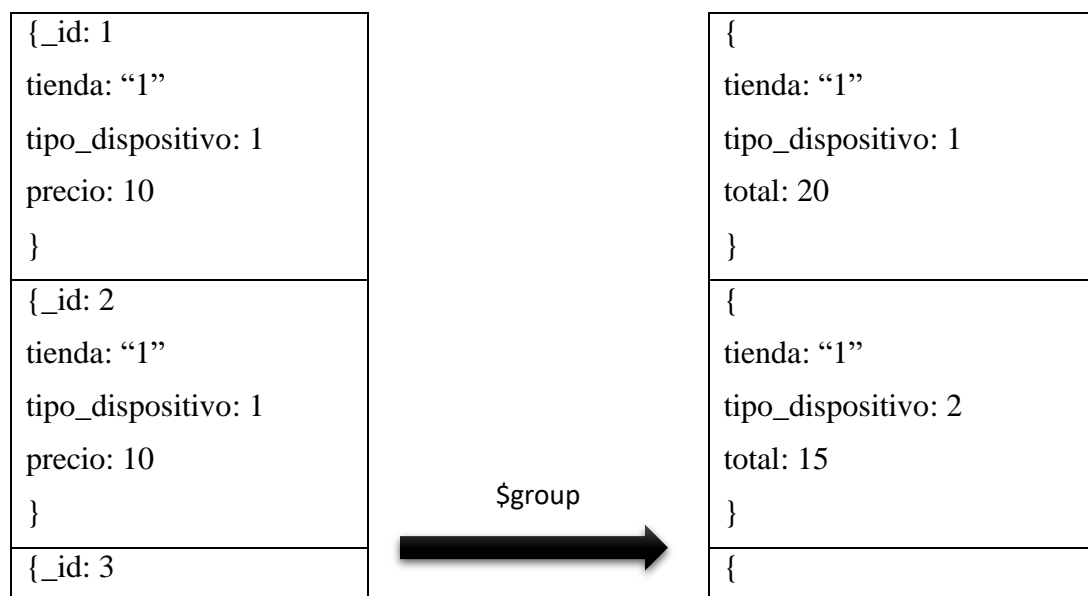 {_id: 1
tienda: “1”
tipo_dispositivo: 1
precio: 10
}
{_id: 2
tienda: “1”
tipo_dispositivo: 1
precio: 10
}
{_id: 3
$group
{
tienda: “1”
tipo_dispositivo: 1
total: 20
}
{
tienda: “1”
tipo_dispositivo: 2
total: 15
}
{